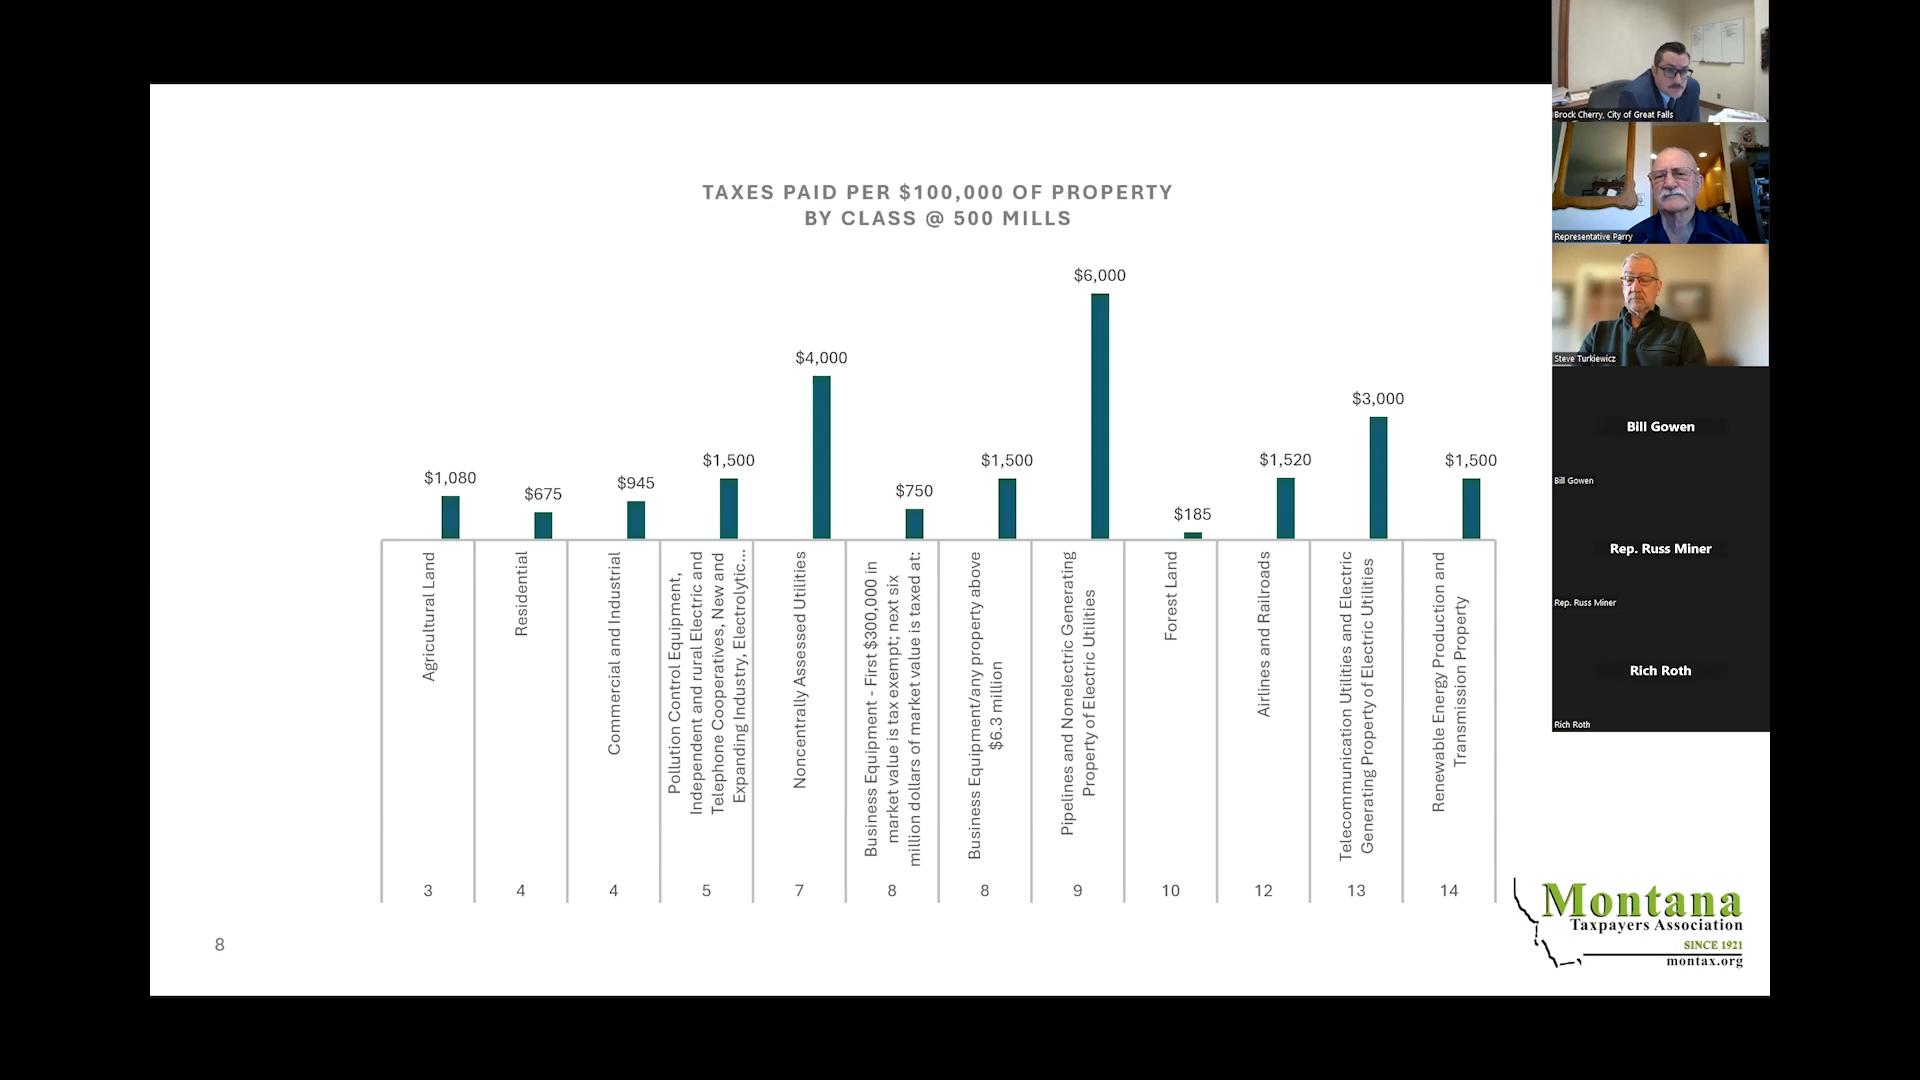 TAXES PAID PER $100,000 OF PROPERTY
BY CLASS @ 500 MILLS
$1,080
$675
$945
$1,500
$4,000
$750
$1,500
$6,000
$185
$1,520
$3,000
$1,500
Agricultural Land
Residential
Commercial and Industrial
Pollution Control Equipment,
Independent and rural Electric and
Telephone Cooperatives, New and
Expanding Industry, Electrolytic...
Noncentrally Assessed Utilities
Business Equipment - First $300,000 in
market value is tax exempt; next six
million dollars of market value is taxed at:
Business Equipment/any property above
$6.3 million
Pipelines and Nonelectric Generating
Property of Electric Utilities
Forest Land
Airlines and Railroads
Telecommunication Utilities and Electric
Generating Property of Electric Utilities
Renewable Energy Production and
Transmission Property
3
4
4
5
7
8
8
9
10
12
13
14
8
Montana
Taxpayers Association
SINCE 1921
montax.org
Brock Cherry, City of Great Falls
Representative Parry
Steve Turkiewicz
Bill Gowen
Bill Gowen
Rep. Russ Miner
Rep. Russ Miner
Rich Roth
Rich Roth